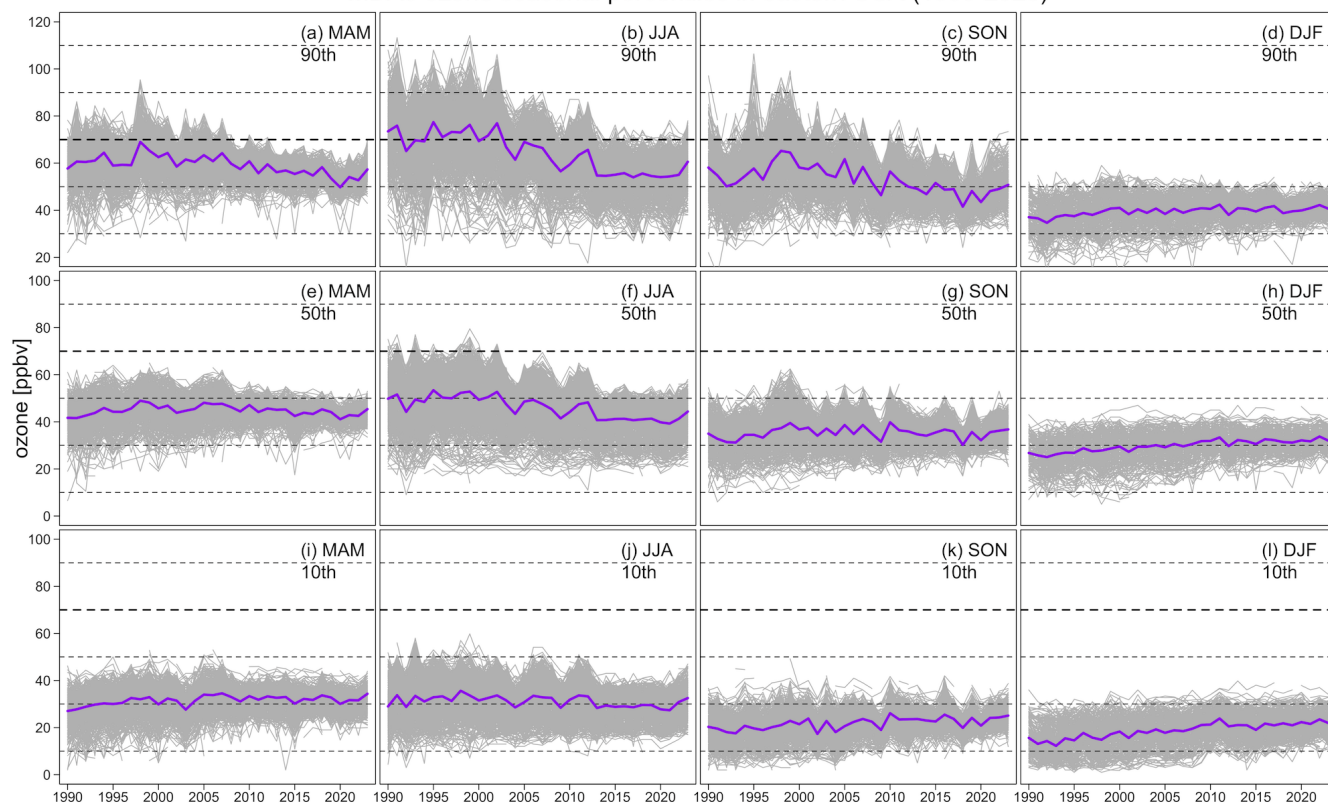 120
100
80
60
40
20
(a) MAM
90th
(b) JJA
90th
(c) SON
90th
(d) DJF
90th
ozone [ppbv]
100
80
60
40
20
0
(e) MAM
50th
(f) JJA
50th
(g) SON
50th
(h) DJF
50th
100
80
60
40
20
0
(i) MAM
10th
(j) JJA
10th
(k) SON
10th
(l) DJF
10th
1990 1995 2000 2005 2010 2015 2020
1990 1995 2000 2005 2010 2015 2020
1990 1995 2000 2005 2010 2015 2020
1990 1995 2000 2005 2010 2015 2020